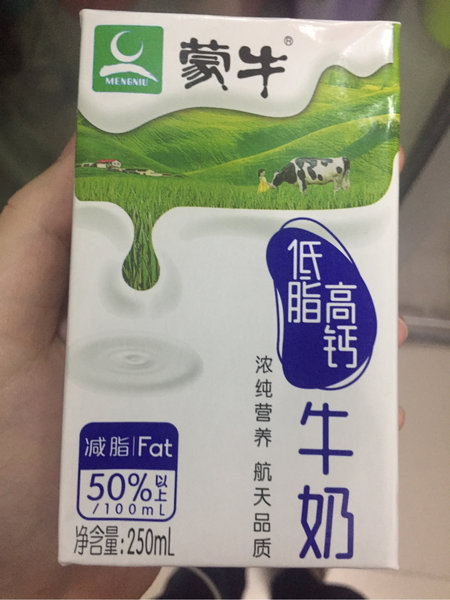 蒙牛®
MENGNIU
低脂
高钙
牛奶
浓纯营养 航天品质
减脂|Fat
50%以上
/100mL
净含量:250mL